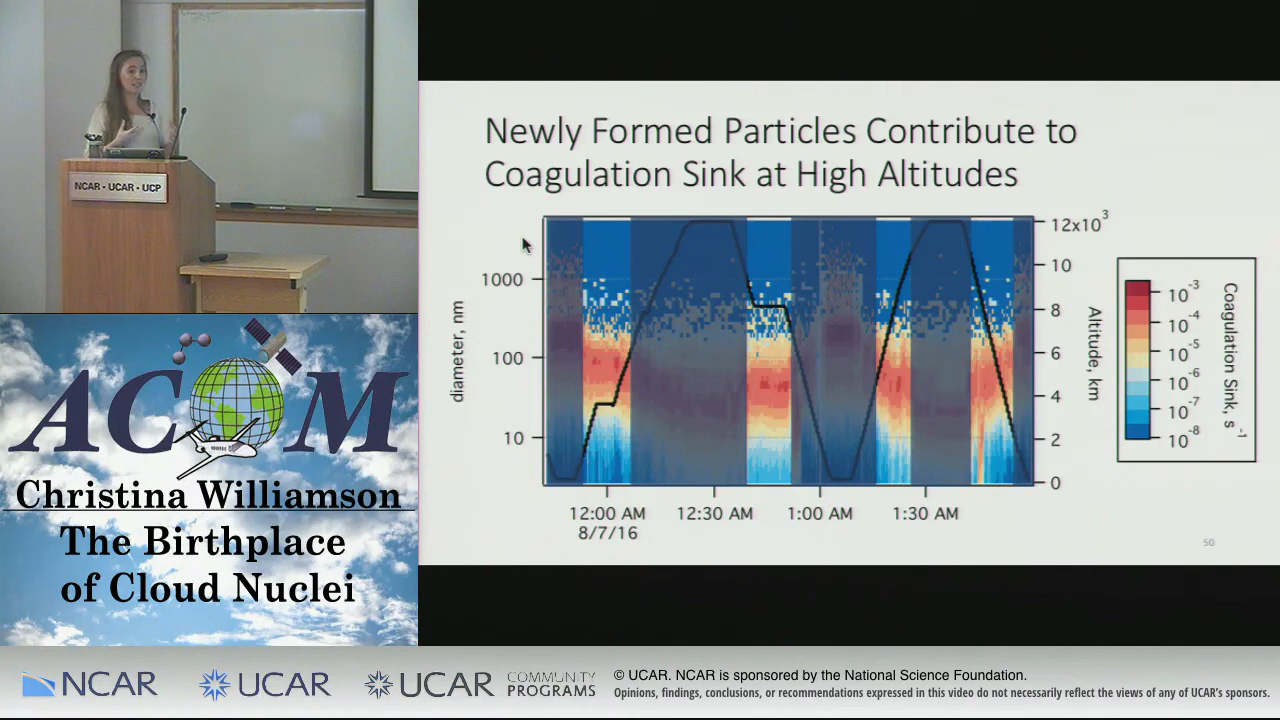 NCAR • UCAR • UCP
ACOM
Christina Williamson
The Birthplace
of Cloud Nuclei
Newly Formed Particles Contribute to
Coagulation Sink at High Altitudes
diameter, nm
1000
100
10
12:00 AM
8/7/16
12:30 AM
1:00 AM
1:30 AM
12x10³
10
8
6
4
2
0
Altitude, km
10⁻³
10⁻⁴
10⁻⁵
10⁻⁶
10⁻⁷
10⁻⁸
Coagulation Sink, s⁻¹
50
NCAR
UCAR
UCAR
COMMUNITY
PROGRAMS
© UCAR. NCAR is sponsored by the National Science Foundation.
Opinions, findings, conclusions, or recommendations expressed in this video do not necessarily reflect the views of any of UCAR's sponsors.